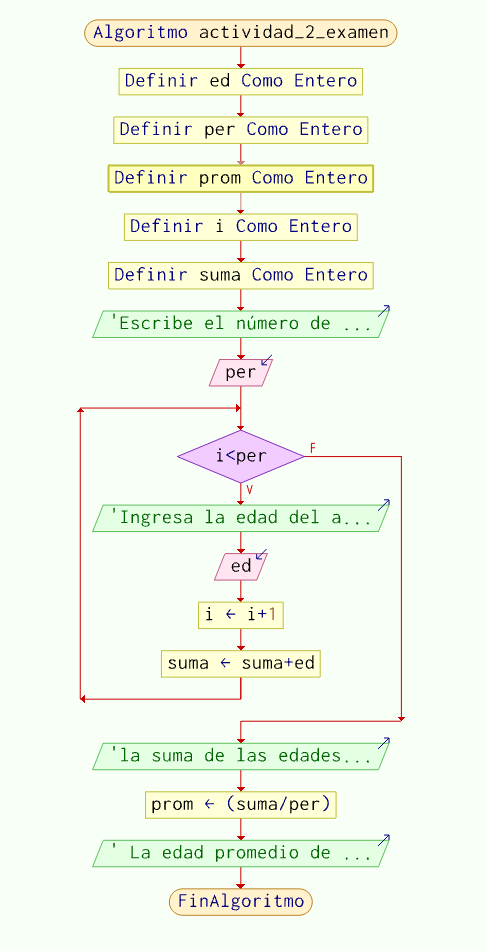 Algoritmo actividad_2_examen
Definir ed Como Entero
Definir per Como Entero
Definir prom Como Entero
Definir i Como Entero
Definir suma Como Entero
'Escribe el número de ...
per
i<per
F
V
'Ingresa la edad del a...
ed
i ← i+1
suma ← suma+ed
'la suma de las edades...
prom ← (suma/per)
' La edad promedio de ...
FinAlgoritmo